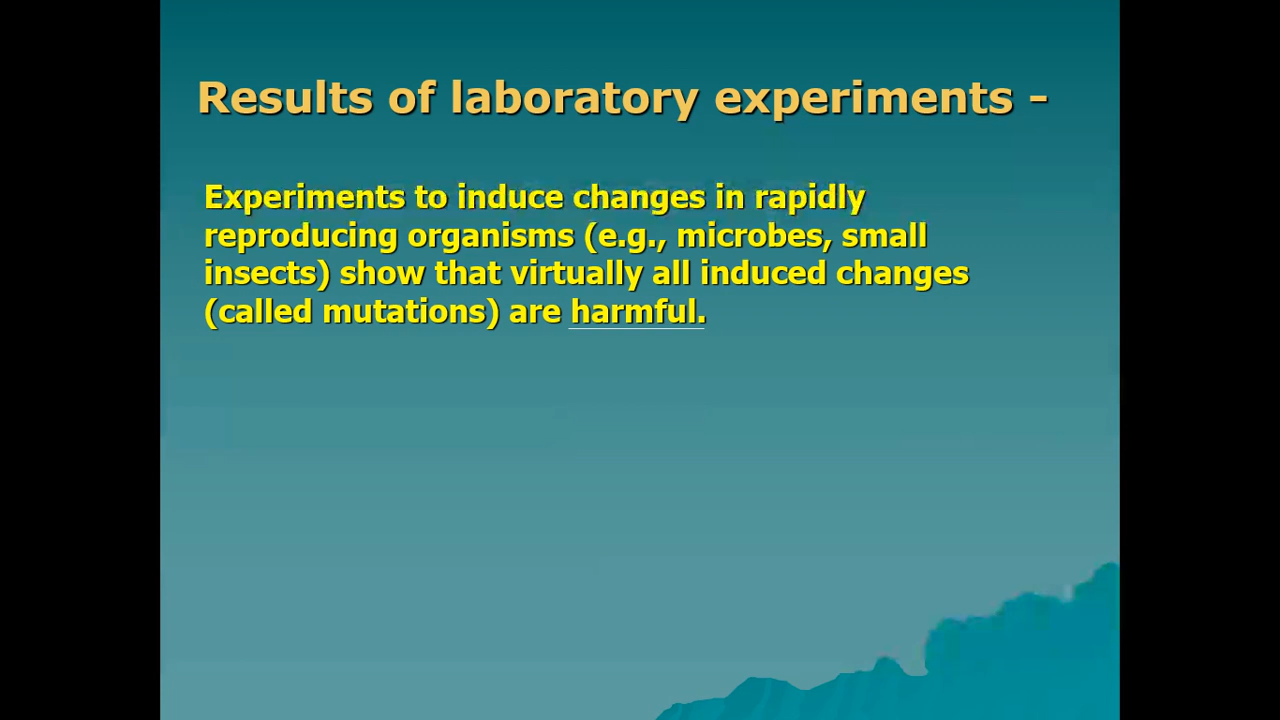 Results of laboratory experiments -
Experiments to induce changes in rapidly
reproducing organisms (e.g., microbes, small
insects) show that virtually all induced changes
(called mutations) are harmful.